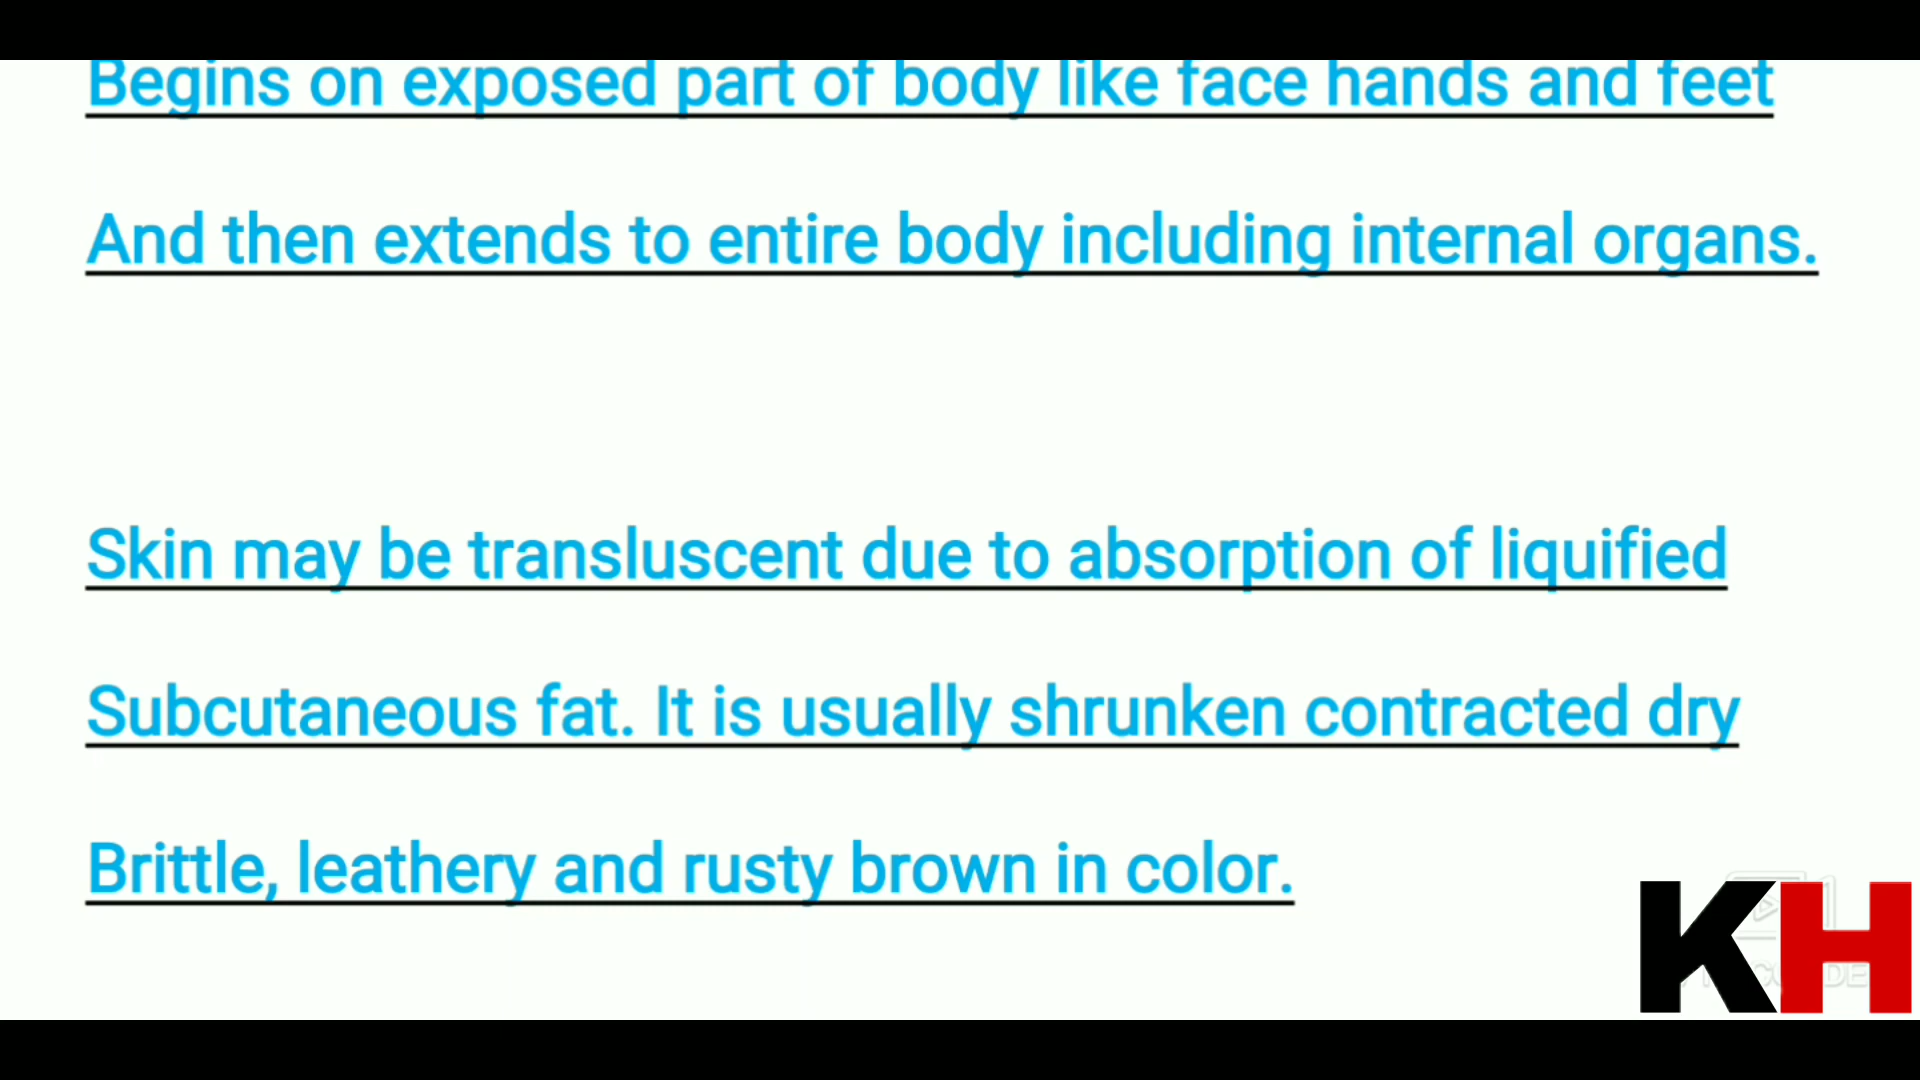 Begins on exposed part of body like face hands and feet
And then extends to entire body including internal organs.
Skin may be transluscent due to absorption of liquified
Subcutaneous fat. It is usually shrunken contracted dry
Brittle, leathery and rusty brown in color.
KH